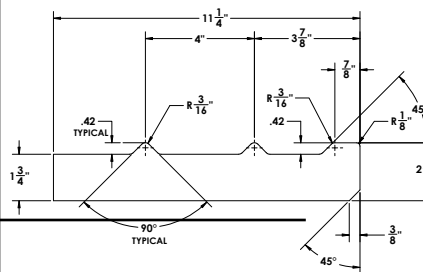 11 1/4"
4"
3 7/8"
7/8"
R 3/16"
R 3/16"
45°
.42
TYPICAL
.42
R 1/8"
1 3/4"
2
90°
TYPICAL
3/8
45°